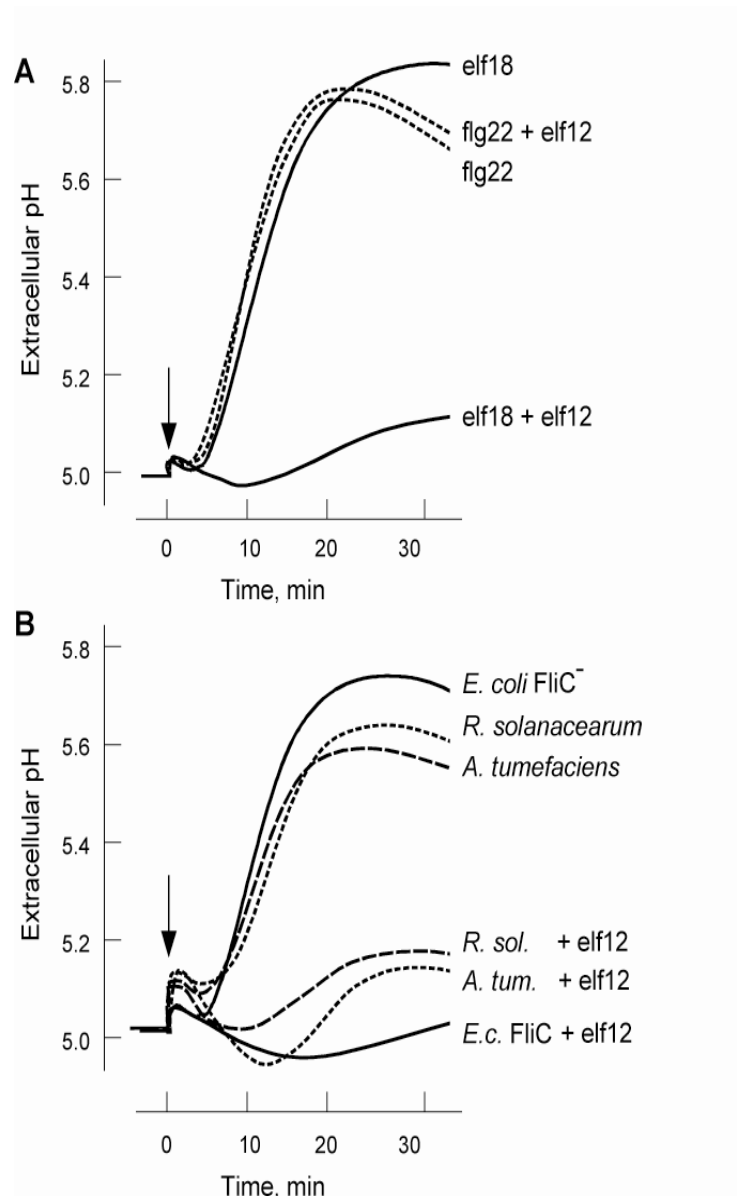 A
Extracellular pH
5.8
5.6
5.4
5.2
5.0
elf18
flg22 + elf12
flg22
elf18 + elf12
0 10 20 30
Time, min
B
Extracellular pH
5.8
5.6
5.4
5.2
5.0
E. coli FliC⁻
R. solanacearum
A. tumefaciens
R. sol. + elf12
A. tum. + elf12
E.c. FliC + elf12
0 10 20 30
Time, min